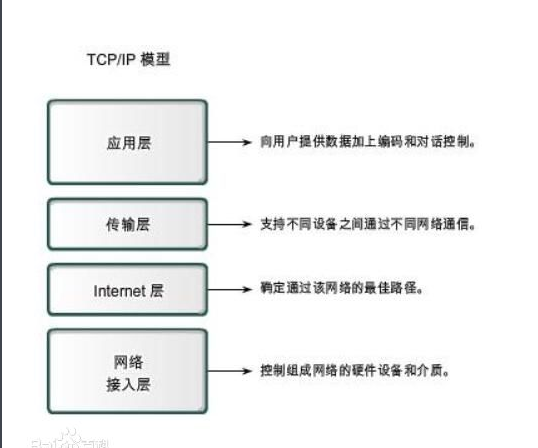 TCP/IP 模型
应用层
向用户提供数据加上编码和对话控制。
传输层
支持不同设备之间通过不同网络通信。
Internet 层
确定通过该网络的最佳路径。
网络
接入层
控制组成网络的硬件设备和介质。